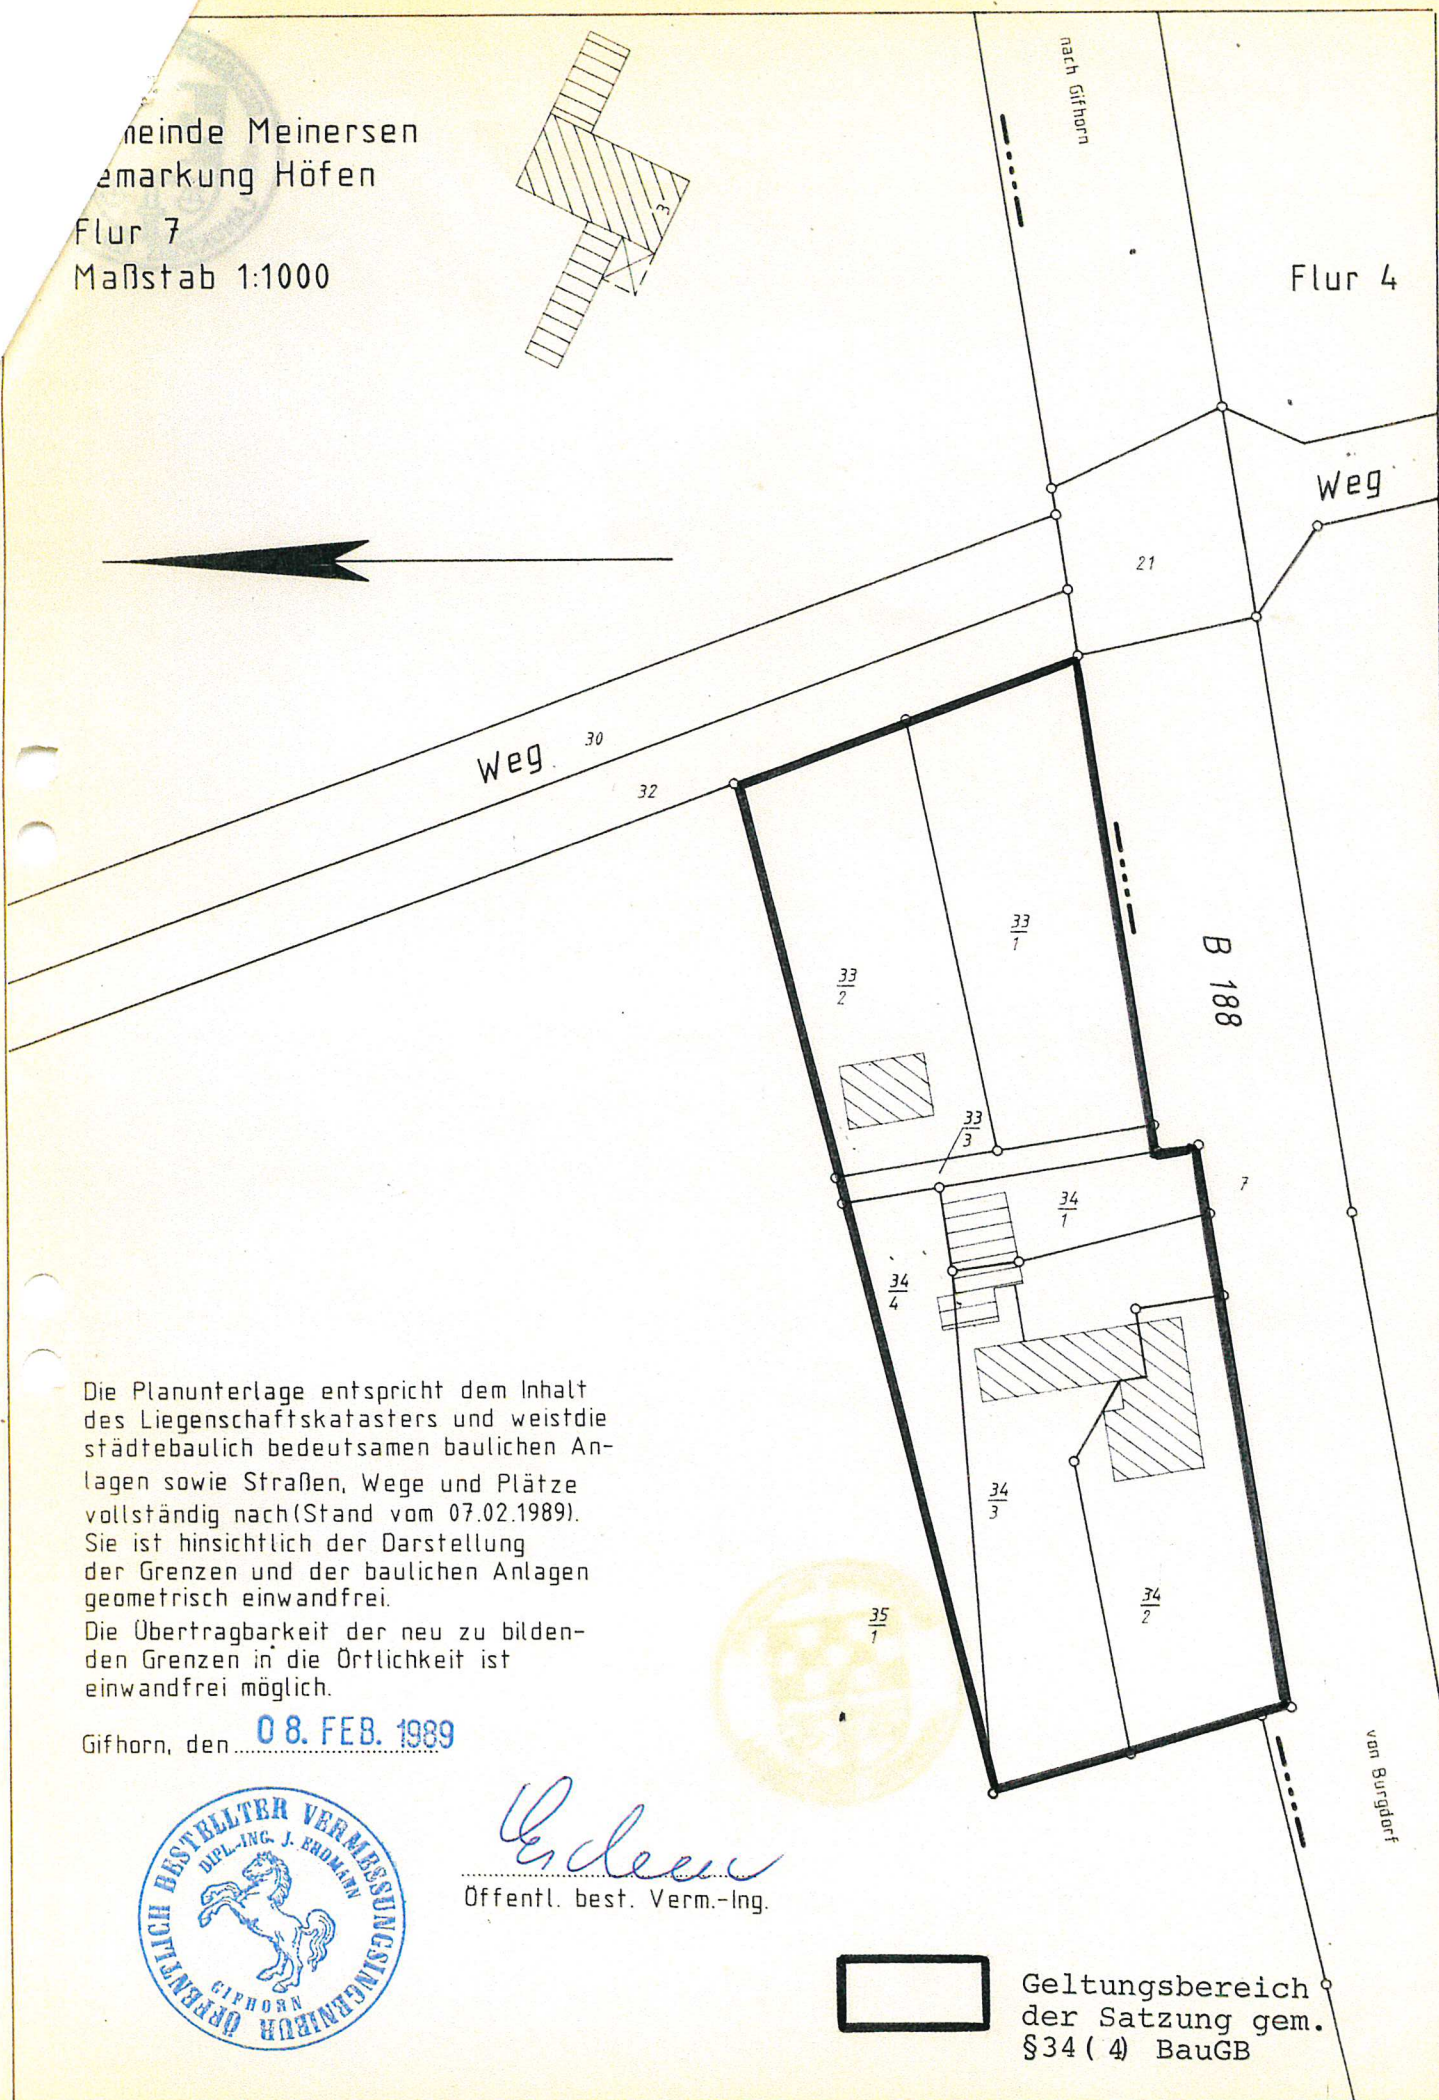 meinde Meinersen
emarkung Höfen
Flur 7
Maßstab 1:1000
3
nach Gifhorn
Flur 4
Weg
21
Weg
30
32
33
1
33
2
B 188
33
3
34
1
7
34
4
34
3
34
2
35
1
von Burgdorf
Die Planunterlage entspricht dem Inhalt
des Liegenschaftskatasters und weistdie
städtebaulich bedeutsamen baulichen An-
lagen sowie Straßen, Wege und Plätze
vollständig nach(Stand vom 07.02.1989).
Sie ist hinsichtlich der Darstellung
der Grenzen und der baulichen Anlagen
geometrisch einwandfrei.
Die Übertragbarkeit der neu zu bilden-
den Grenzen in die Örtlichkeit ist
einwandfrei möglich.
Gifhorn, den 08. FEB. 1989
ÖFFENTLICH BESTELLTER VERMESSUNGSINGENIEUR
DIPL.-ING. J. ERDMANN
GIFHORN
Öffentl. best. Verm.-Ing.
Geltungsbereich
der Satzung gem.
§34(4) BauGB